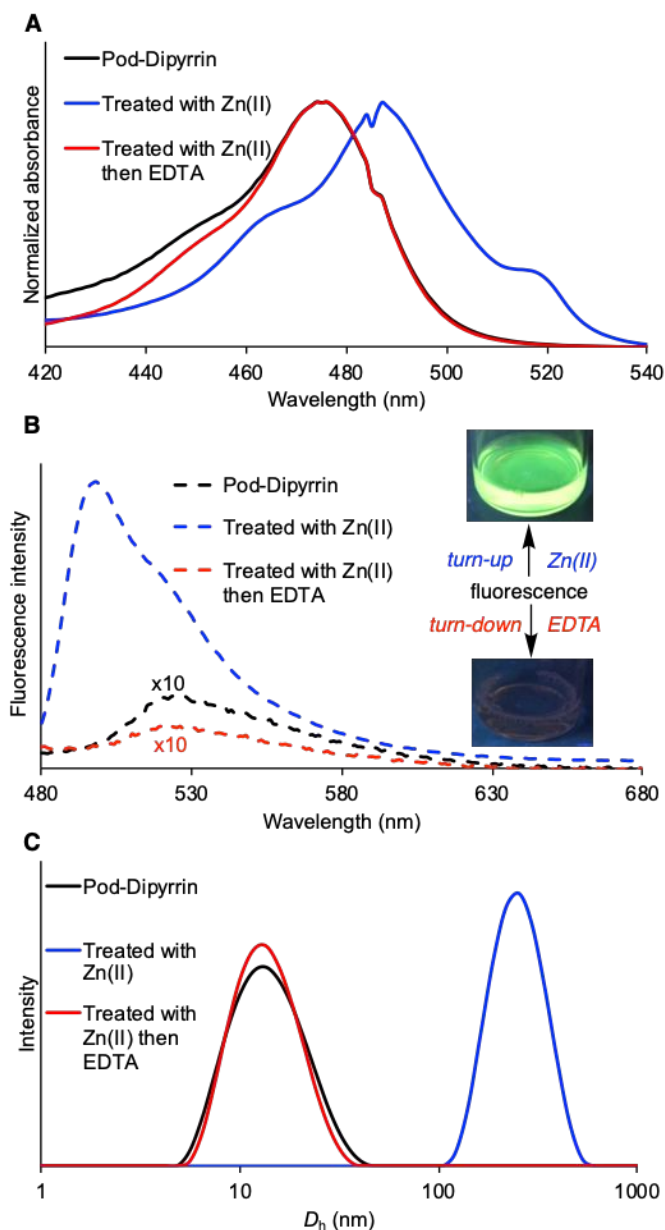 A
Pod-Dipyrrin
Treated with Zn(II)
Treated with Zn(II)
then EDTA
Normalized absorbance
420 440 460 480 500 520 540
Wavelength (nm)
B
Pod-Dipyrrin
Treated with Zn(II)
Treated with Zn(II)
then EDTA
turn-up Zn(II)
fluorescence
turn-down EDTA
x10
x10
Fluorescence intensity
480 530 580 630 680
Wavelength (nm)
C
Pod-Dipyrrin
Treated with
Zn(II)
Treated with
Zn(II) then
EDTA
Intensity
1 10 100 1000
Dh (nm)